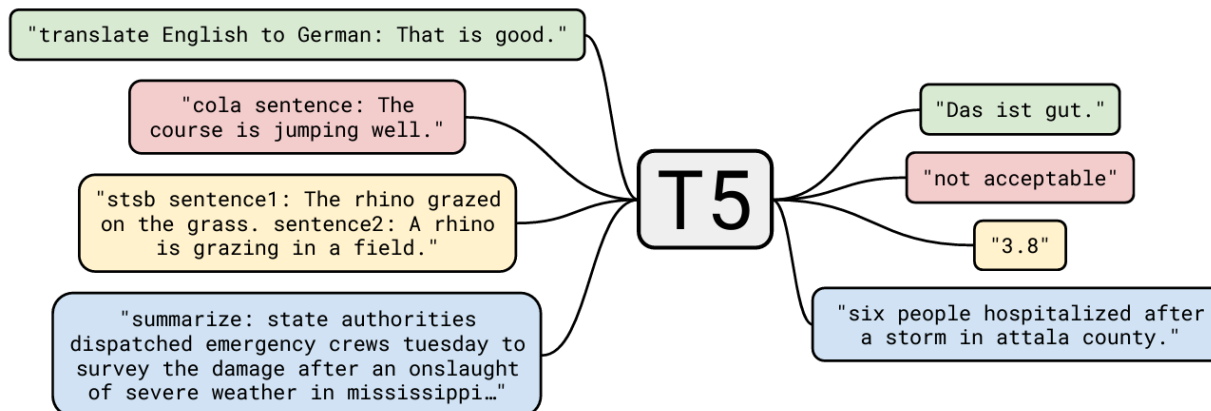 "translate English to German: That is good."
"cola sentence: The
course is jumping well."
"stsb sentence1: The rhino grazed
on the grass. sentence2: A rhino
is grazing in a field."
"summarize: state authorities
dispatched emergency crews tuesday to
survey the damage after an onslaught
of severe weather in mississippi…"
T5
"Das ist gut."
"not acceptable"
"3.8"
"six people hospitalized after
a storm in attala county."